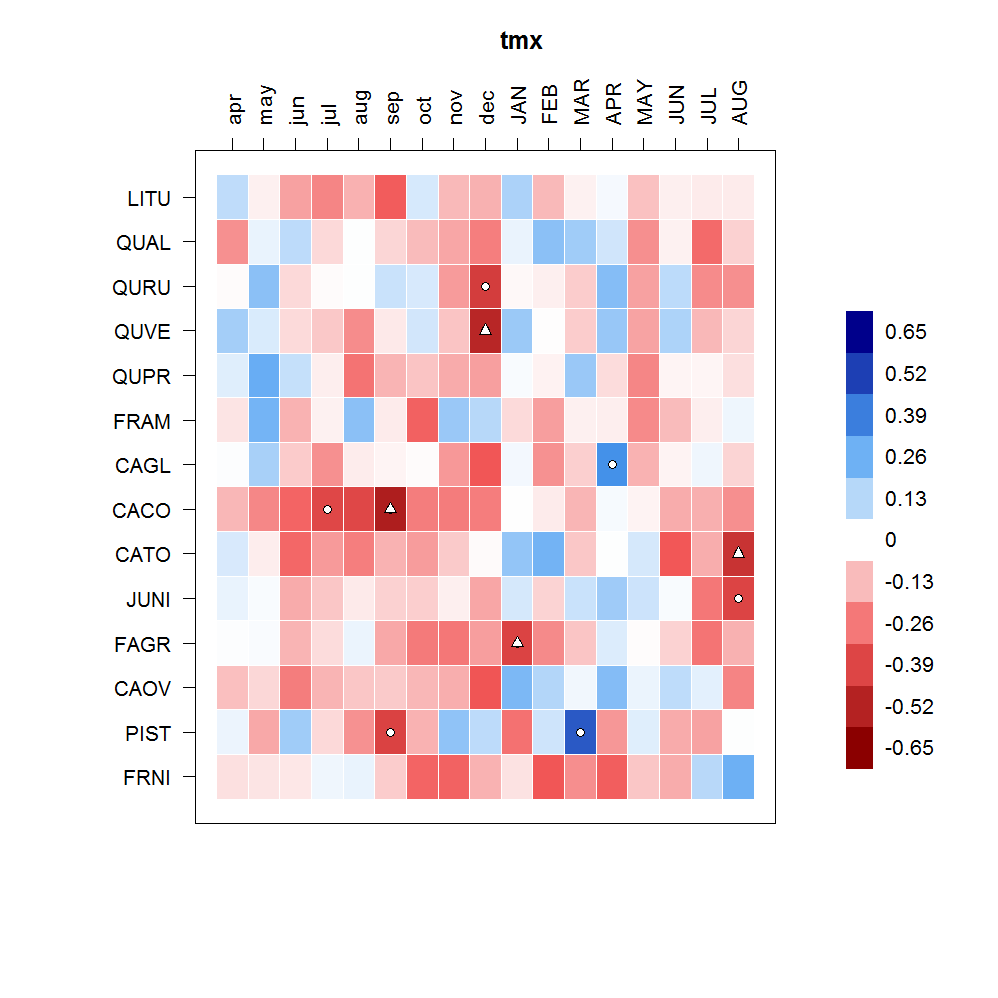 tmx
apr may jun jul aug sep oct nov dec JAN FEB MAR APR MAY JUN JUL AUG
LITU
QUAL
QURU
QUVE
QUPR
FRAM
CAGL
CACO
CATO
JUNI
FAGR
CAOV
PIST
FRNI
0.65
0.52
0.39
0.26
0.13
0
-0.13
-0.26
-0.39
-0.52
-0.65